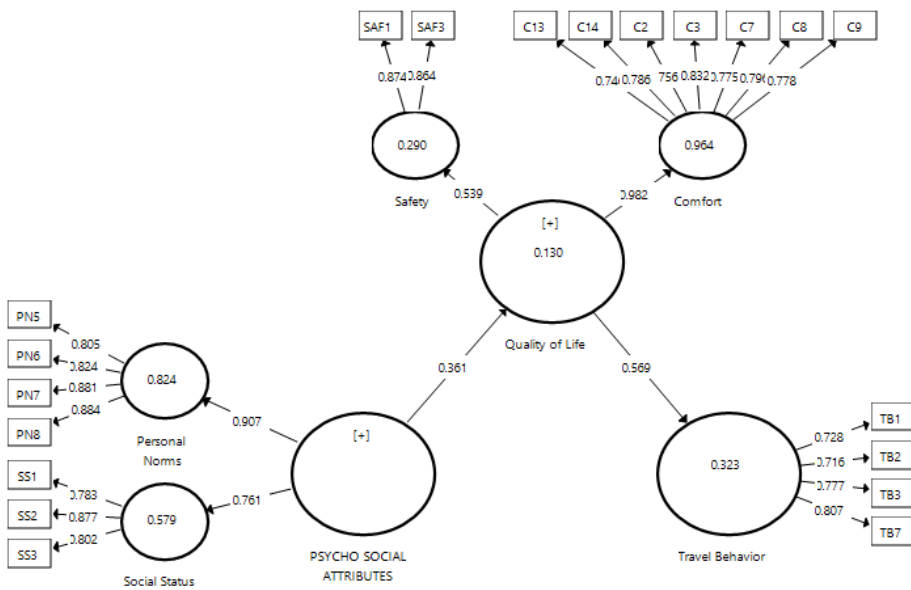 SAF1 SAF3 C13 C14 C2 C3 C7 C8 C9
0.874 0.864 0.786 756 0.832 0.775 0.778
0.290 0.964
Safety 0.539 0.982 Comfort
[+]
0.130
Quality of Life
PN5
0.805
PN6
0.824
PN7
0.881
PN8
0.884
0.824
Personal
Norms
0.907
0.361
0.569
[+]
SS1
0.783
SS2
0.877
SS3
0.802
0.579
Social Status
0.761
PSYCHO SOCIAL
ATTRIBUTES
0.323
Travel Behavior
TB1
0.728
TB2
0.716
TB3
0.777
TB7
0.807